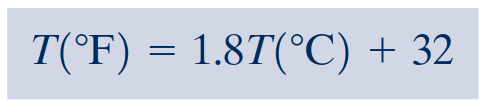 T(°F) = 1.8T(°C) + 32